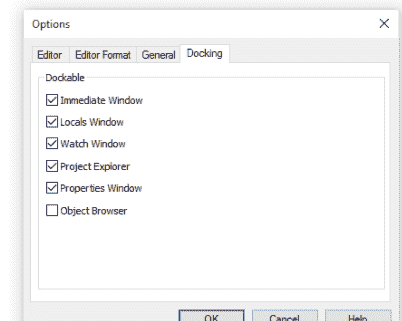 Options
Editor Editor Format General Docking
Dockable
Immediate Window
Locals Window
Watch Window
Project Explorer
Properties Window
Object Browser
OK Cancel Help